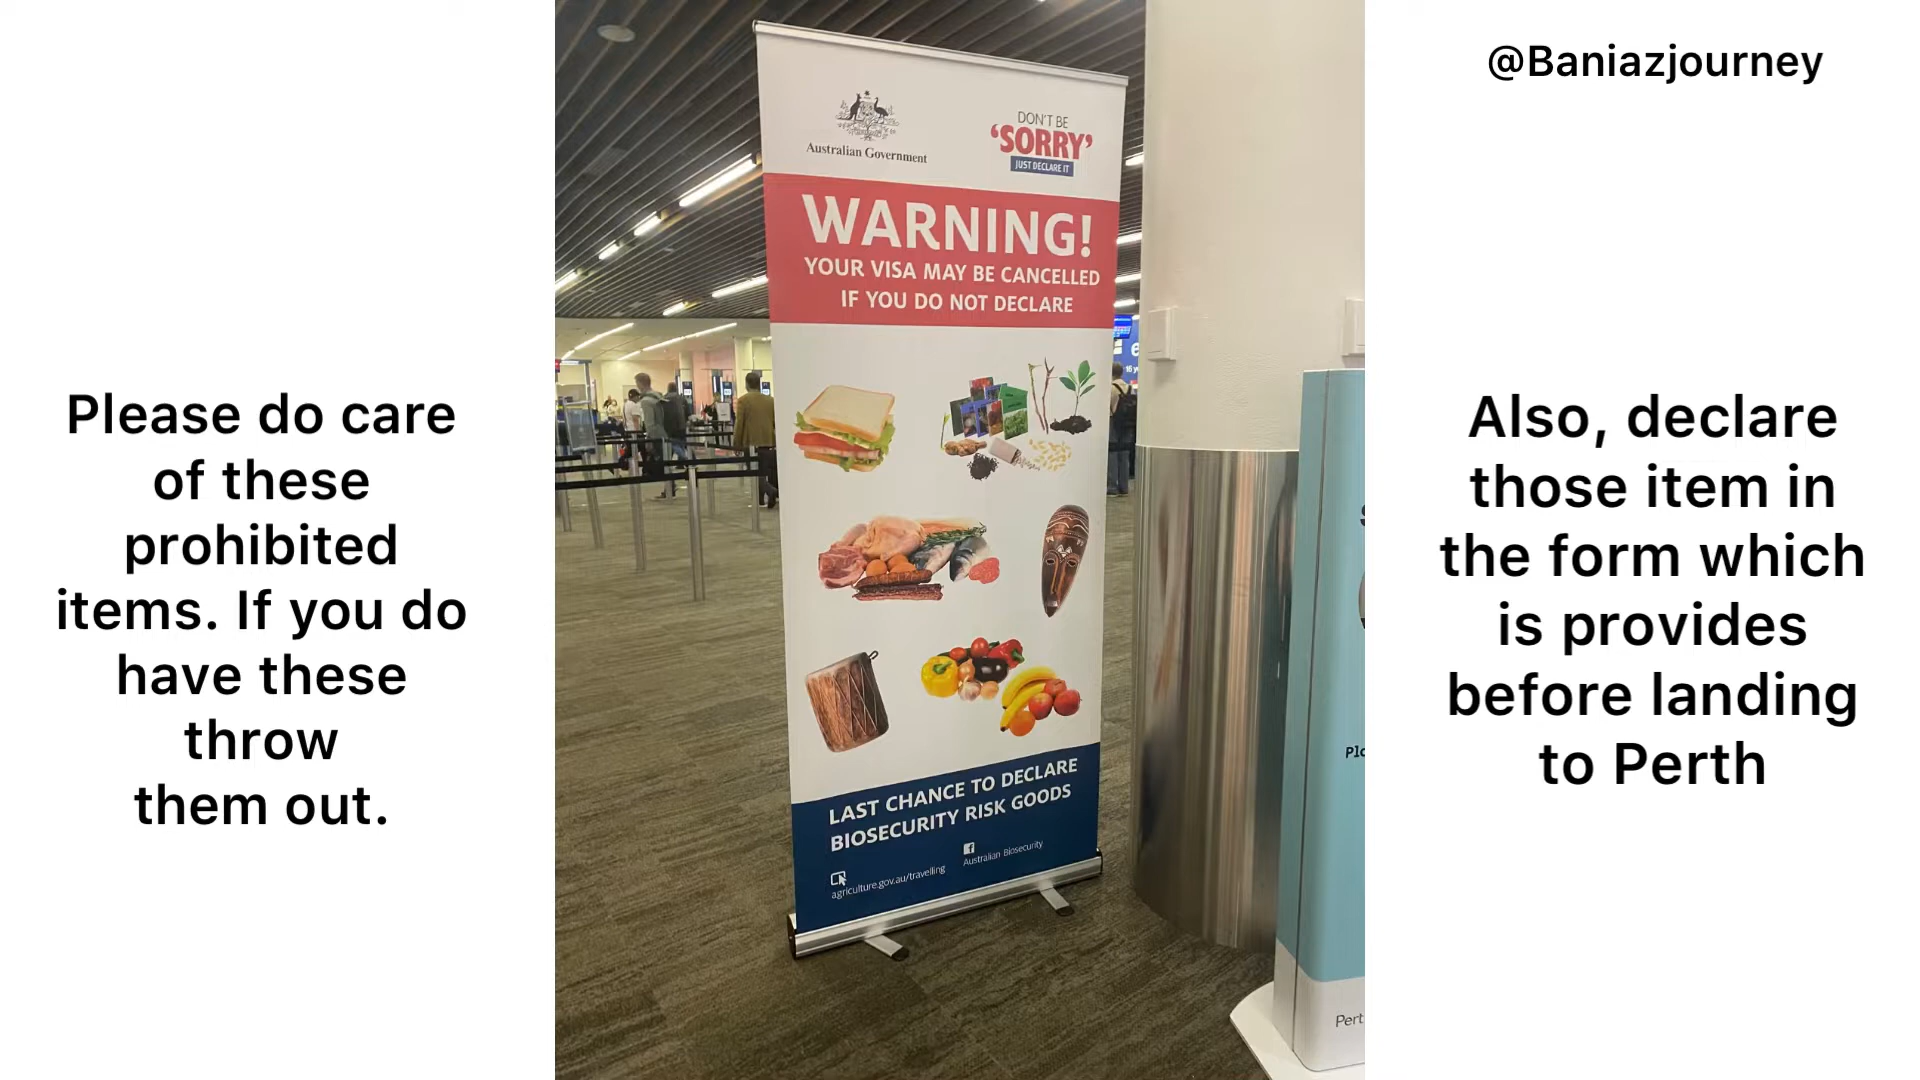 @Baniazjourney
Please do care
of these
prohibited
items. If you do
have these
throw
them out.
Australian Government
DON'T BE
'SORRY'
JUST DECLARE IT
WARNING!
YOUR VISA MAY BE CANCELLED
IF YOU DO NOT DECLARE
LAST CHANCE TO DECLARE
BIOSECURITY RISK GOODS
Australian Biosecurity
agriculture.gov.au/travelling
Also, declare
those item in
the form which
is provides
before landing
to Perth